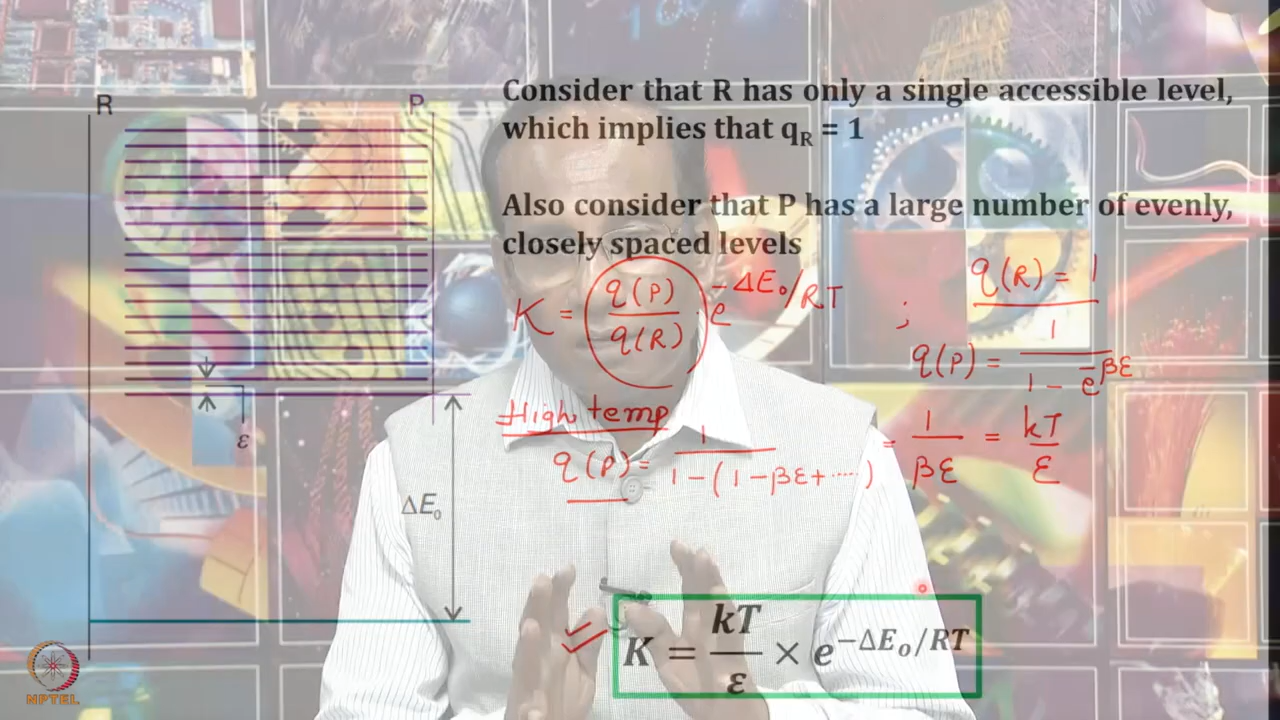 R P
Consider that R has only a single accessible level,
which implies that q_R = 1
Also consider that P has a large number of evenly,
closely spaced levels
K = (q(P)/q(R)) · e^{-ΔE₀/RT} ; q(R) = 1
q(P) = 1/(1 - e^{-βε})
High temp
q(P) = 1/(1-(1-βε+·····)) = 1/βε = kT/ε
ε
ΔE₀
K = kT/ε × e^{-ΔE₀/RT}
NPTEL